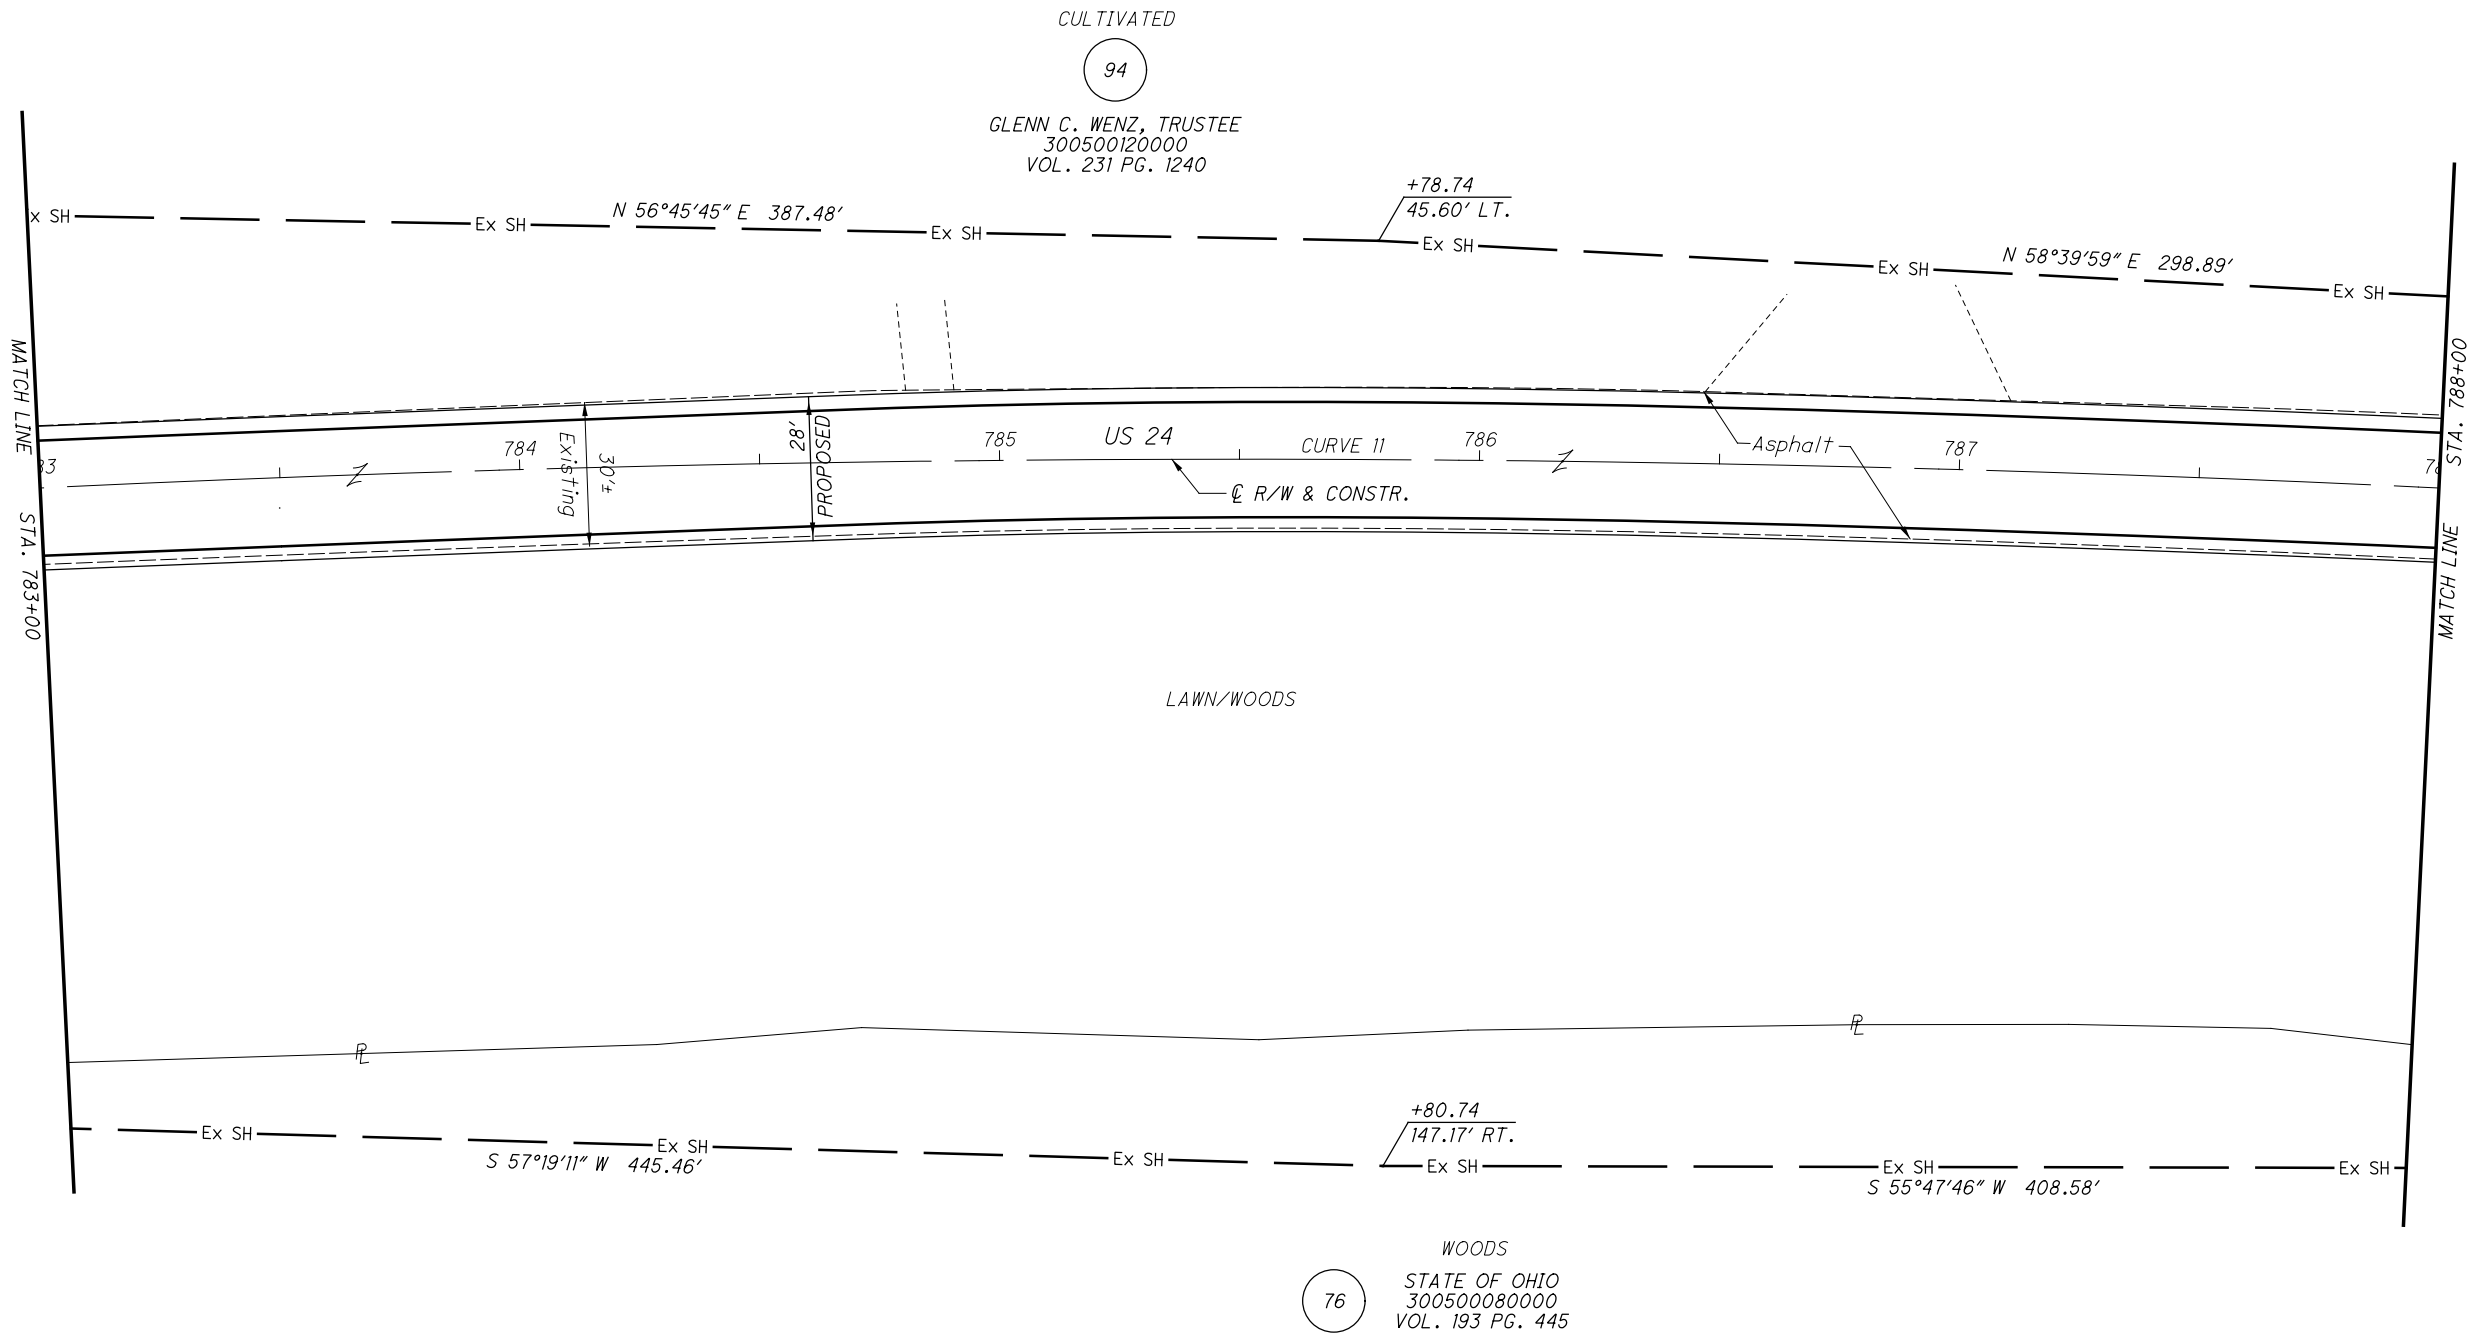 CULTIVATED
94
GLENN C. WENZ, TRUSTEE
300500120000
VOL. 231 PG. 1240
+78.74
45.60' LT.
x SH
Ex SH
N 56°45'45" E 387.48'
Ex SH
Ex SH
Ex SH
N 58°39'59" E 298.89'
Ex SH
MATCH LINE STA. 783+00
83
784
Existing
30'±
28'
PROPOSED
785
US 24
CURVE 11
786
℄ R/W & CONSTR.
Asphalt
787
78
MATCH LINE STA. 788+00
LAWN/WOODS
PL
PL
+80.74
147.17' RT.
Ex SH
Ex SH
S 57°19'11" W 445.46'
Ex SH
Ex SH
Ex SH
S 55°47'46" W 408.58'
Ex SH
WOODS
76
STATE OF OHIO
300500080000
VOL. 193 PG. 445